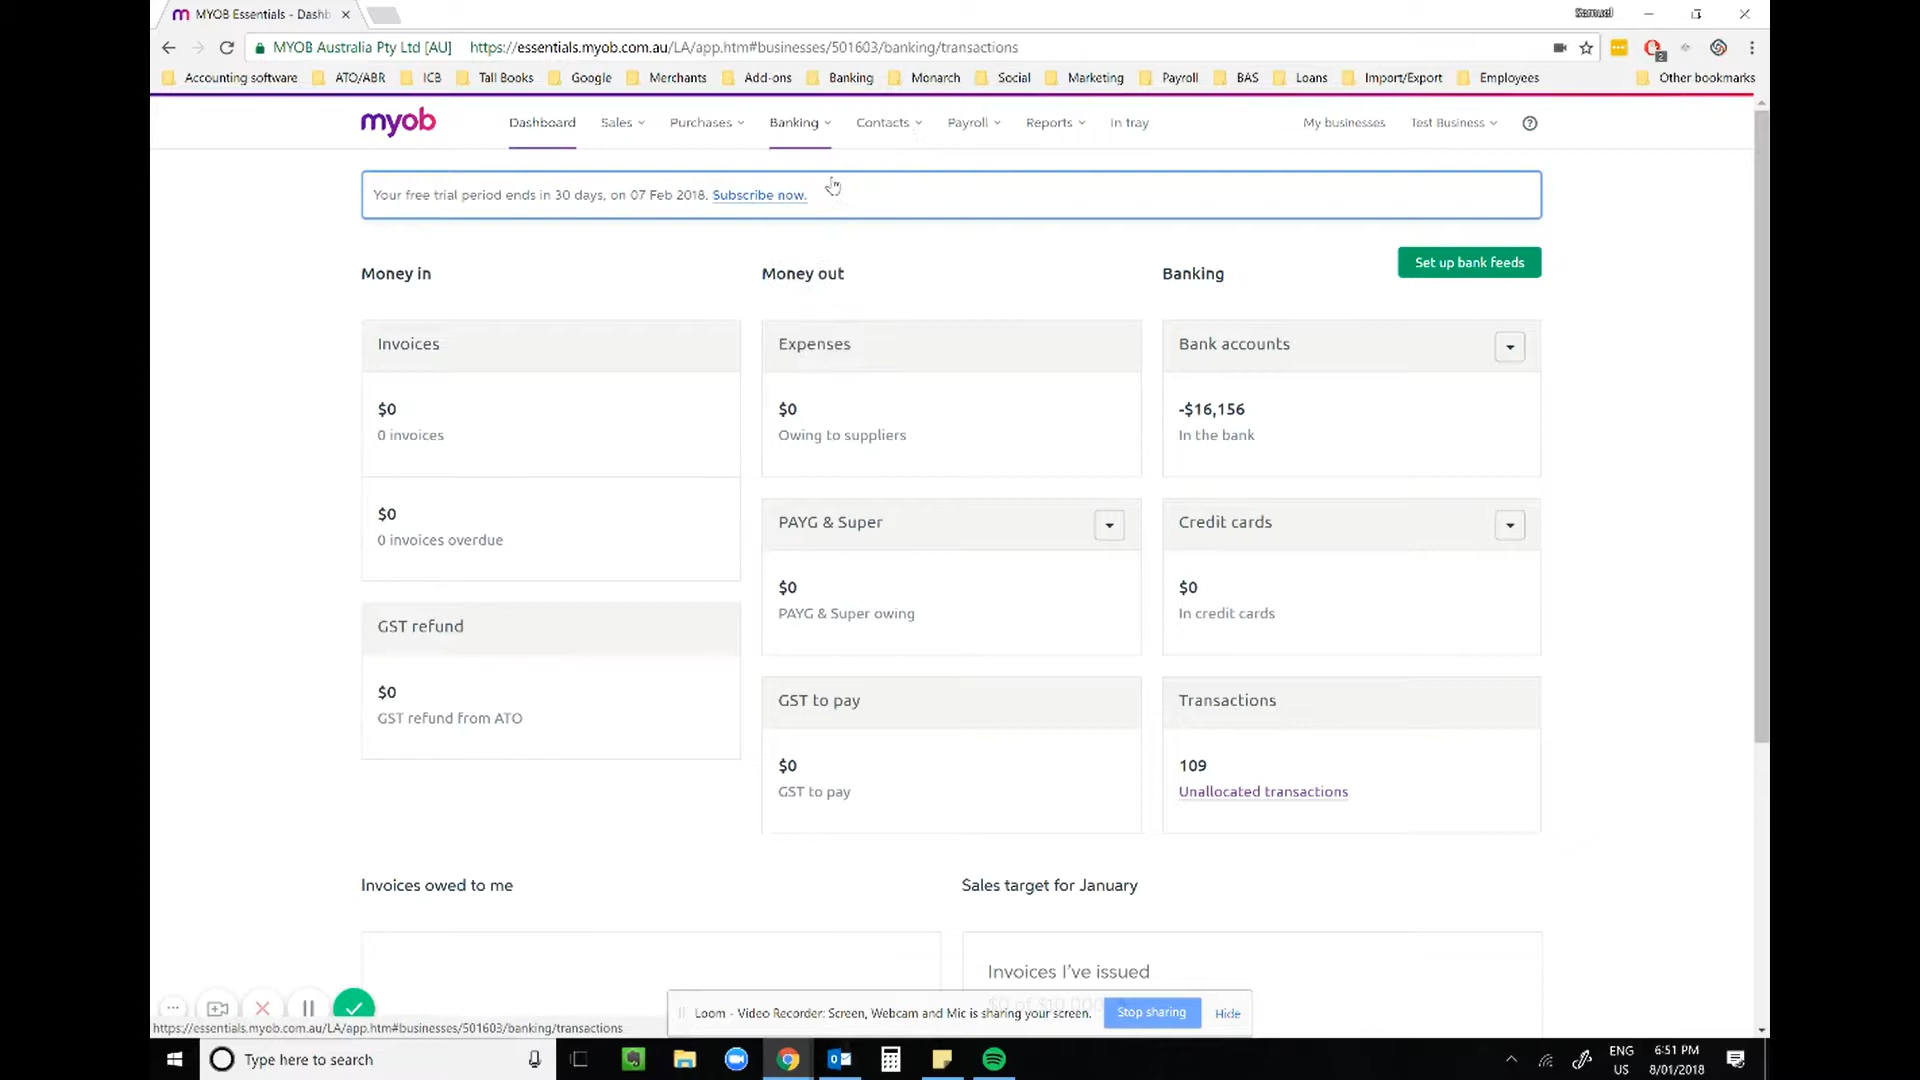 MYOB Essentials - Dashb
Samuel
MYOB Australia Pty Ltd [AU] https://essentials.myob.com.au/LA/app.htm#businesses/501603/banking/transactions
2
Accounting software ATO/ABR ICB Tall Books Google Merchants Add-ons Banking Monarch Social Marketing Payroll BAS Loans Import/Export Employees Other bookmarks
myob Dashboard Sales Purchases Banking Contacts Payroll Reports In tray My businesses Test Business ?
Your free trial period ends in 30 days, on 07 Feb 2018. Subscribe now.
Money in Money out Banking Set up bank feeds
Invoices
$0
0 invoices
$0
0 invoices overdue
GST refund
$0
GST refund from ATO
Expenses
$0
Owing to suppliers
PAYG & Super
$0
PAYG & Super owing
GST to pay
$0
GST to pay
Bank accounts
-$16,156
In the bank
Credit cards
$0
In credit cards
Transactions
109
Unallocated transactions
Invoices owed to me
Sales target for January
Invoices I've issued
$0 of $10,000
Loom - Video Recorder: Screen, Webcam and Mic is sharing your screen. Stop sharing Hide
https://essentials.myob.com.au/LA/app.htm#businesses/501603/banking/transactions
Type here to search
ENG
US
6:51 PM
8/01/2018